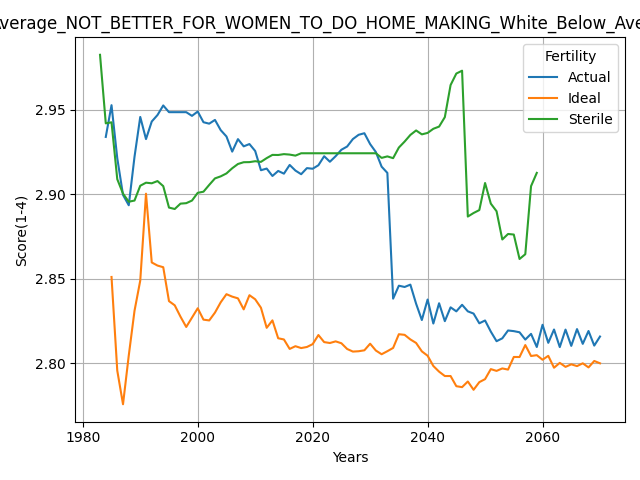 verage_NOT_BETTER_FOR_WOMEN_TO_DO_HOME_MAKING_White_Below_Ave
Fertility
Actual
Ideal
Sterile
Score(1-4)
2.95
2.90
2.85
2.80
1980 2000 2020 2040 2060
Years